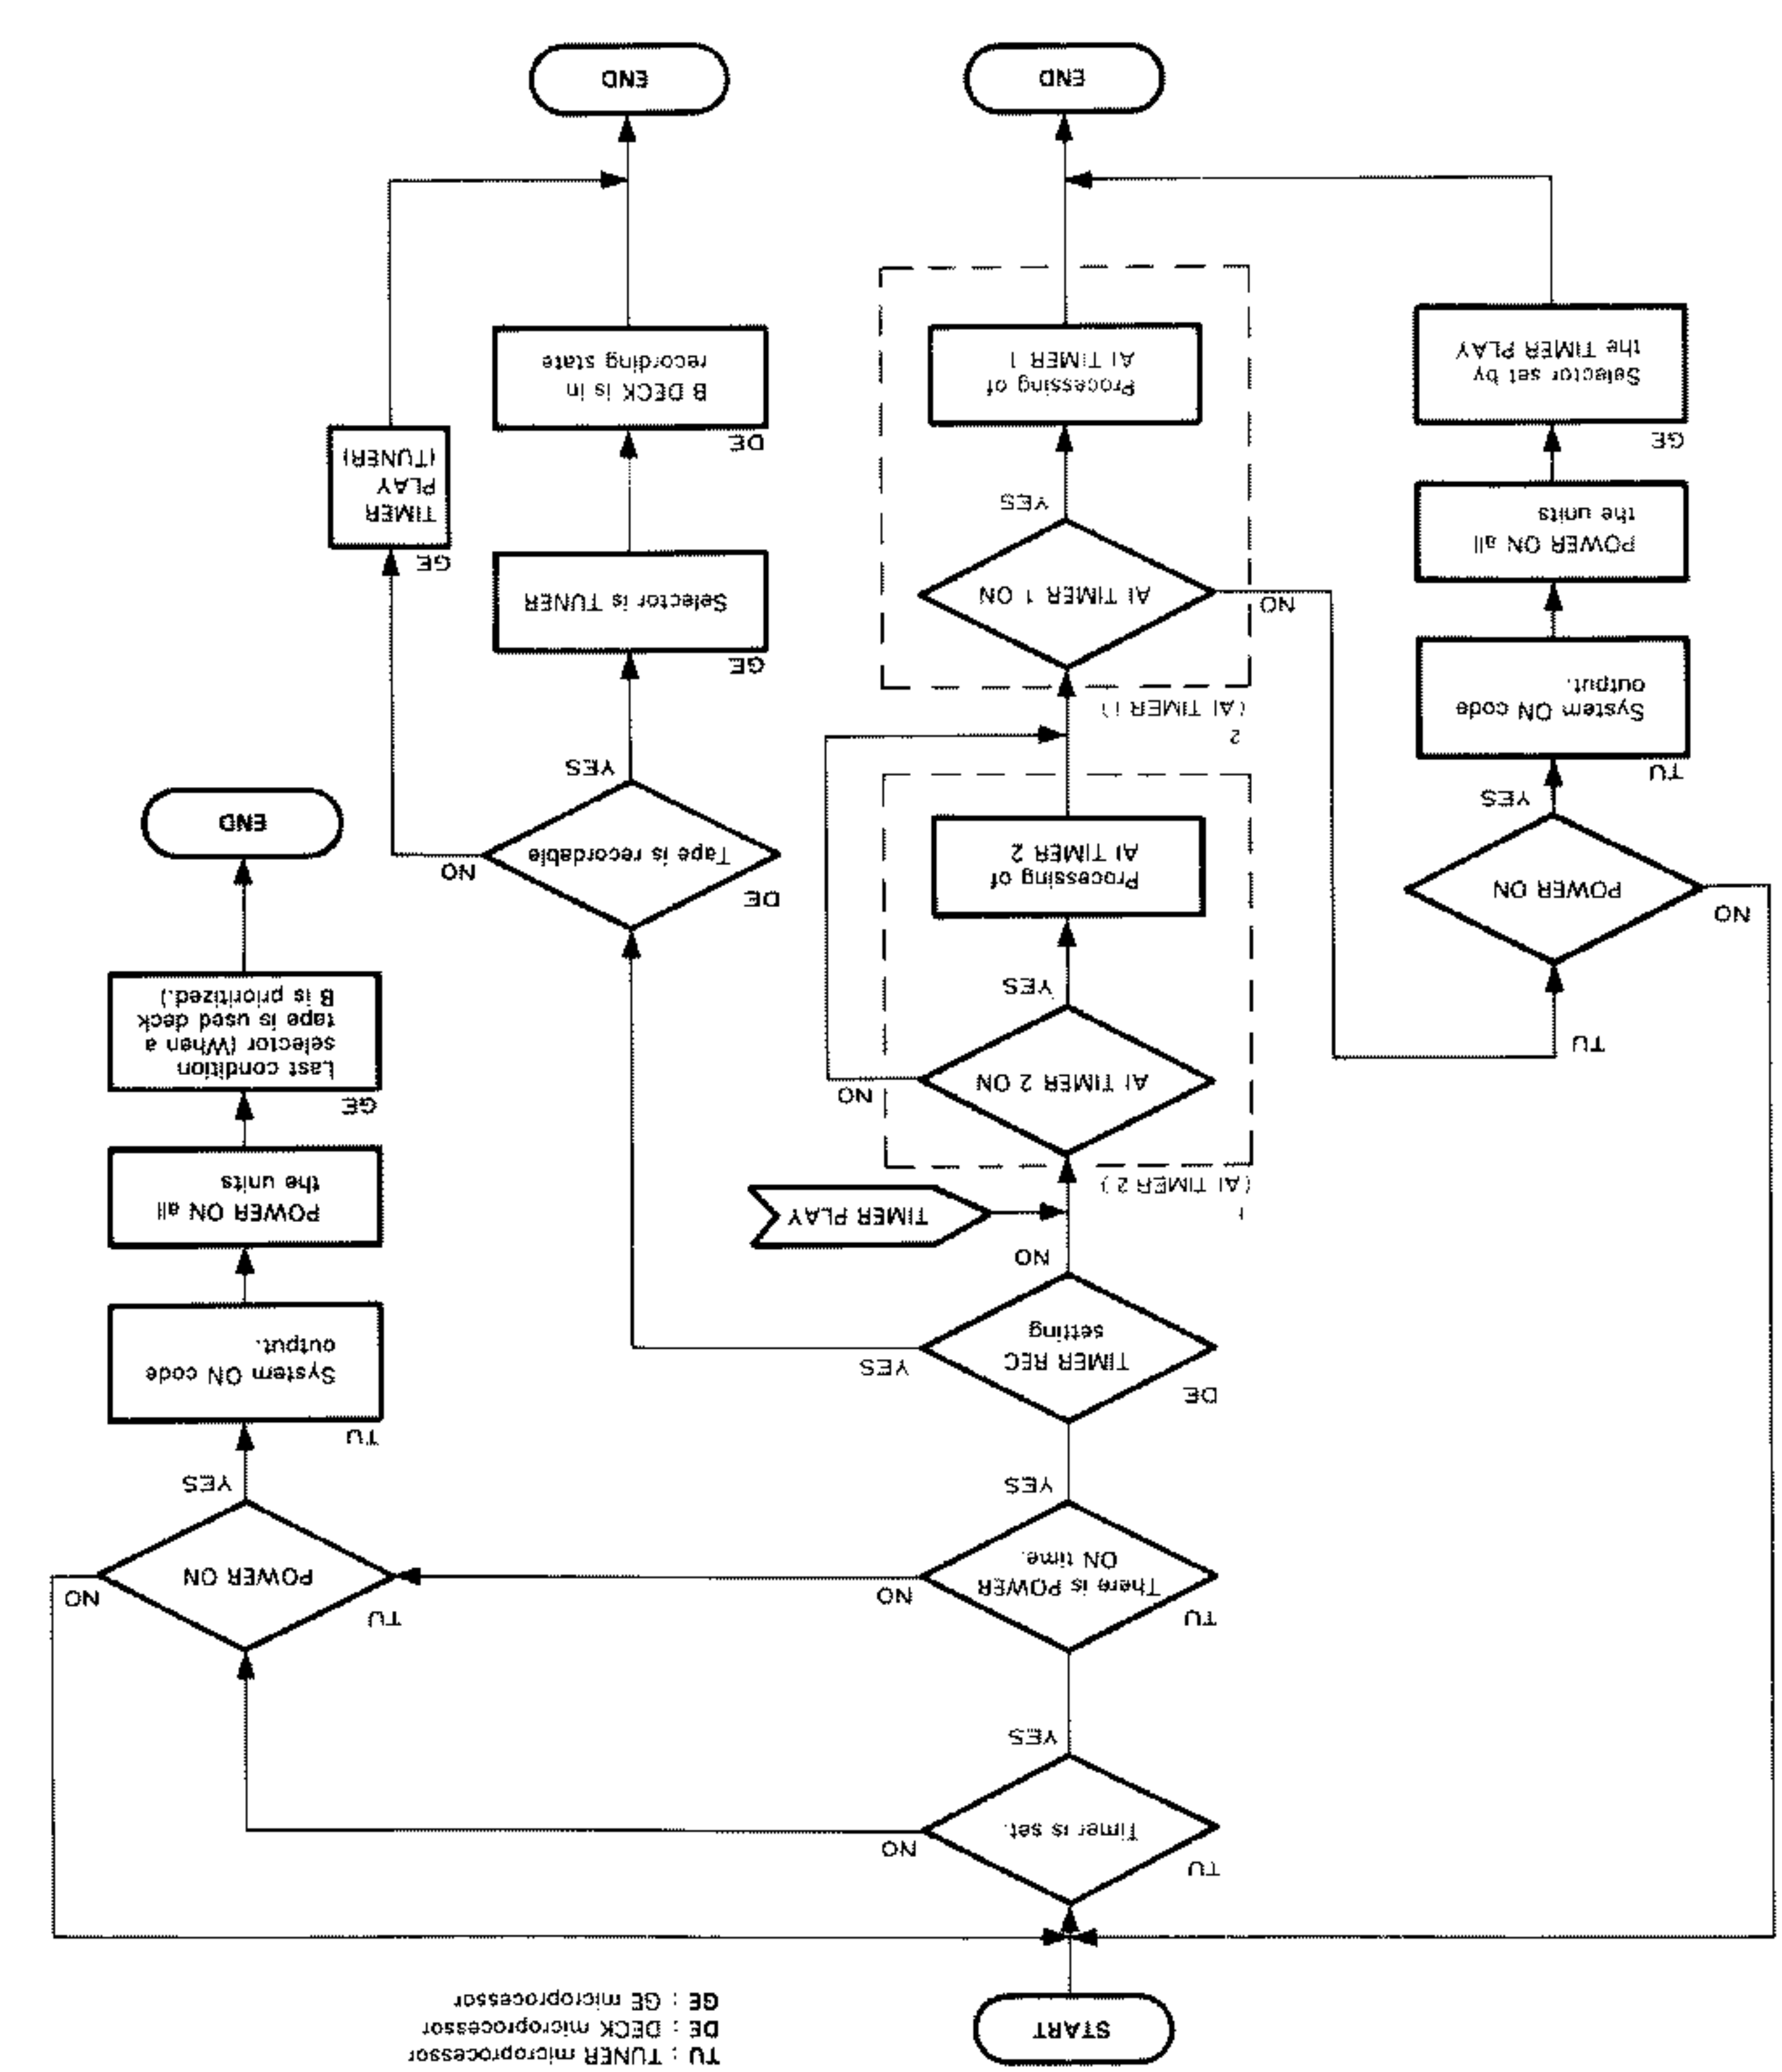 START
TU : TUNER microprocessor
DE : DECK microprocessor
GE : GE microprocessor
TU
Timer is set.
NO
YES
TU
There is POWER
ON time.
NO
YES
TU
POWER ON
NO
YES
TU
System ON code
output.
POWER ON all
the units
GE
Last condition
selector (When a
tape is used deck
B is prioritized.)
END
DE
TIMER REC
setting
YES
NO
TIMER PLAY
1
(AI TIMER 2)
AI TIMER 2 ON
NO
YES
Processing of
AI TIMER 2
2
(AI TIMER 1)
AI TIMER 1 ON
NO
YES
Processing of
AI TIMER 1
END
TU
POWER ON
NO
YES
TU
System ON code
output.
POWER ON all
the units
GE
Selector set by
the TIMER PLAY
DE
Tape is recordable
NO
YES
GE
Selector is TUNER
DE
B DECK is in
recording state
GE
TIMER
PLAY
(TUNER)
END